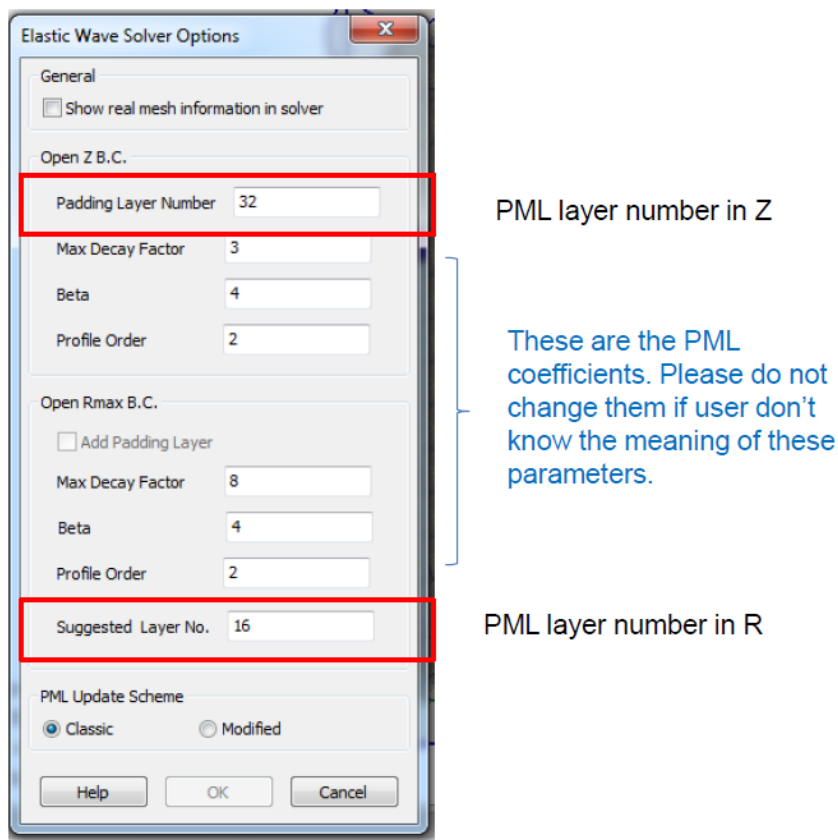 Elastic Wave Solver Options
General
Show real mesh information in solver
Open Z B.C.
Padding Layer Number 32
PML layer number in Z
Max Decay Factor 3
Beta 4
Profile Order 2
These are the PML
coefficients. Please do not
change them if user don't
know the meaning of these
parameters.
Open Rmax B.C.
Add Padding Layer
Max Decay Factor 8
Beta 4
Profile Order 2
Suggested Layer No. 16
PML layer number in R
PML Update Scheme
Classic Modified
Help OK Cancel